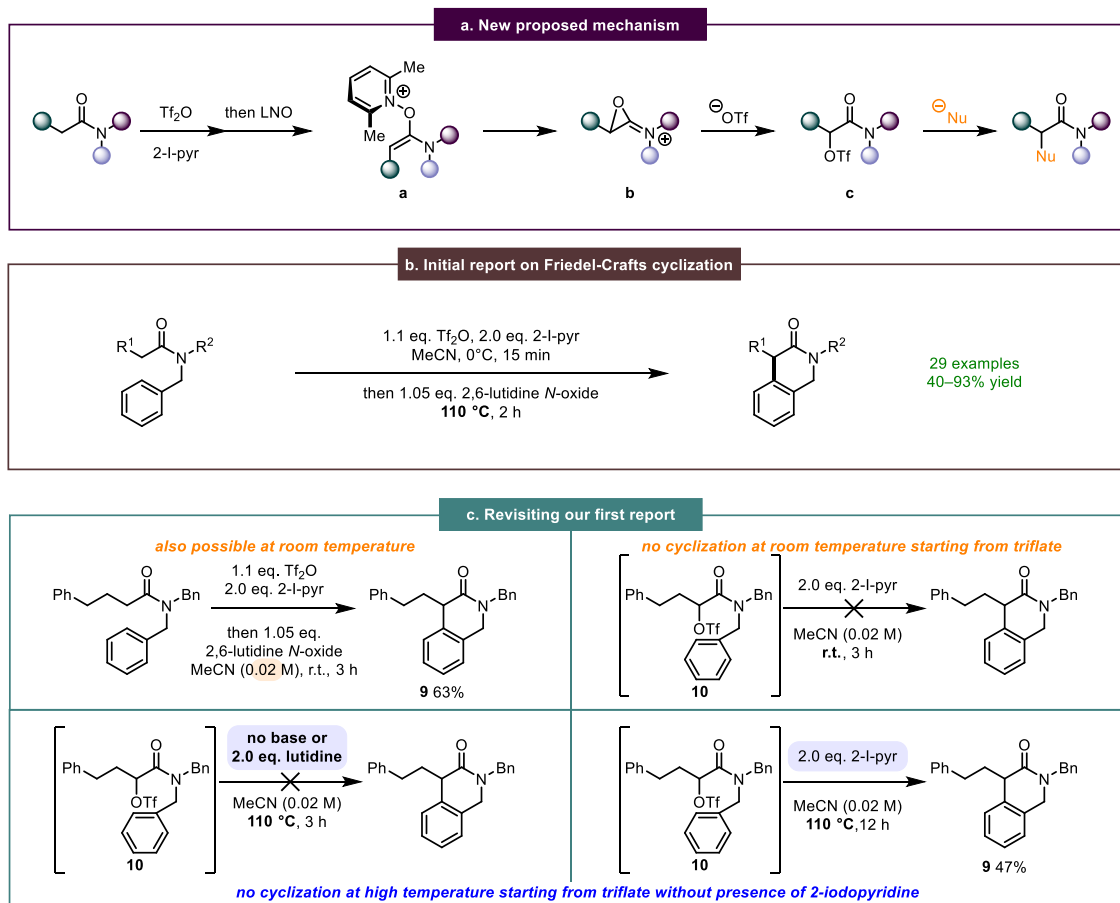 a. New proposed mechanism
O
N
Tf₂O
then LNO
2-I-pyr
Me
N
⊕
Me
O
N
a
O
N
⊕
b
⊖
OTf
O
N
OTf
c
⊖
Nu
O
N
Nu
b. Initial report on Friedel-Crafts cyclization
O
R¹
N
R²
1.1 eq. Tf₂O, 2.0 eq. 2-I-pyr
MeCN, 0°C, 15 min
then 1.05 eq. 2,6-lutidine N-oxide
110 °C, 2 h
O
R¹
N
R²
29 examples
40–93% yield
c. Revisiting our first report
also possible at room temperature
O
Ph
N
Bn
1.1 eq. Tf₂O
2.0 eq. 2-I-pyr
then 1.05 eq.
2,6-lutidine N-oxide
MeCN (0.02 M), r.t., 3 h
O
Ph
N
Bn
9 63%
no cyclization at room temperature starting from triflate
O
Ph
N
Bn
OTf
10
2.0 eq. 2-I-pyr
MeCN (0.02 M)
r.t., 3 h
O
Ph
N
Bn
O
Ph
N
Bn
OTf
10
no base or
2.0 eq. lutidine
MeCN (0.02 M)
110 °C, 3 h
O
Ph
N
Bn
O
Ph
N
Bn
OTf
10
2.0 eq. 2-I-pyr
MeCN (0.02 M)
110 °C,12 h
O
Ph
N
Bn
9 47%
no cyclization at high temperature starting from triflate without presence of 2-iodopyridine